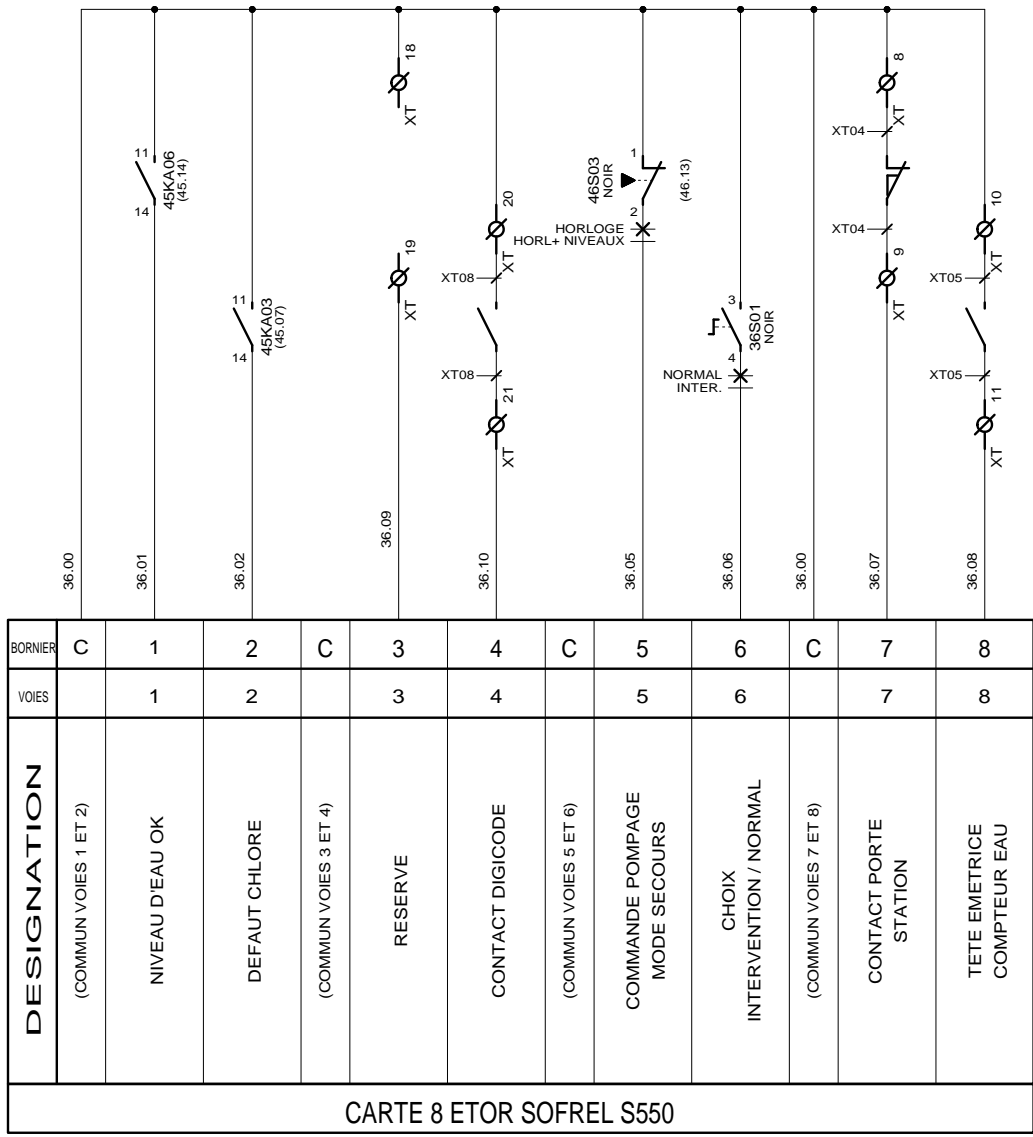 18
XT
8
XT
XT04
11
14
45KA06
(45.14)
1
2
46S03
NOIR
(46.13)
HORLOGE
HORL+ NIVEAUX
20
XT
XT08
XT04
10
XT
XT05
19
XT
9
XT
11
14
45KA03
(45.07)
3
4
36S01
NOIR
NORMAL
INTER.
XT08
21
XT
XT05
11
XT
36.00
36.01
36.02
36.09
36.10
36.05
36.06
36.00
36.07
36.08
BORNIER C 1 2 C 3 4 C 5 6 C 7 8
VOIES 1 2 3 4 5 6 7 8
DESIGNATION
(COMMUN VOIES 1 ET 2)
NIVEAU D'EAU OK
DEFAUT CHLORE
(COMMUN VOIES 3 ET 4)
RESERVE
CONTACT DIGICODE
(COMMUN VOIES 5 ET 6)
COMMANDE POMPAGE
MODE SECOURS
CHOIX
INTERVENTION / NORMAL
(COMMUN VOIES 7 ET 8)
CONTACT PORTE
STATION
TETE EMETRICE
COMPTEUR EAU
CARTE 8 ETOR SOFREL S550